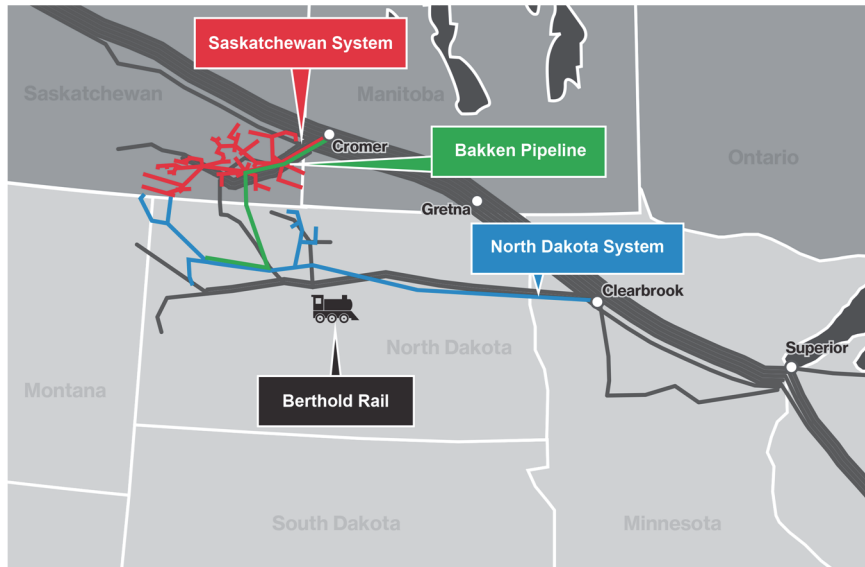 Saskatchewan System
Saskatchewan
Manitoba
Cromer
Bakken Pipeline
Ontario
Gretna
North Dakota System
Clearbrook
Superior
North Dakota
Montana
Berthold Rail
South Dakota
Minnesota